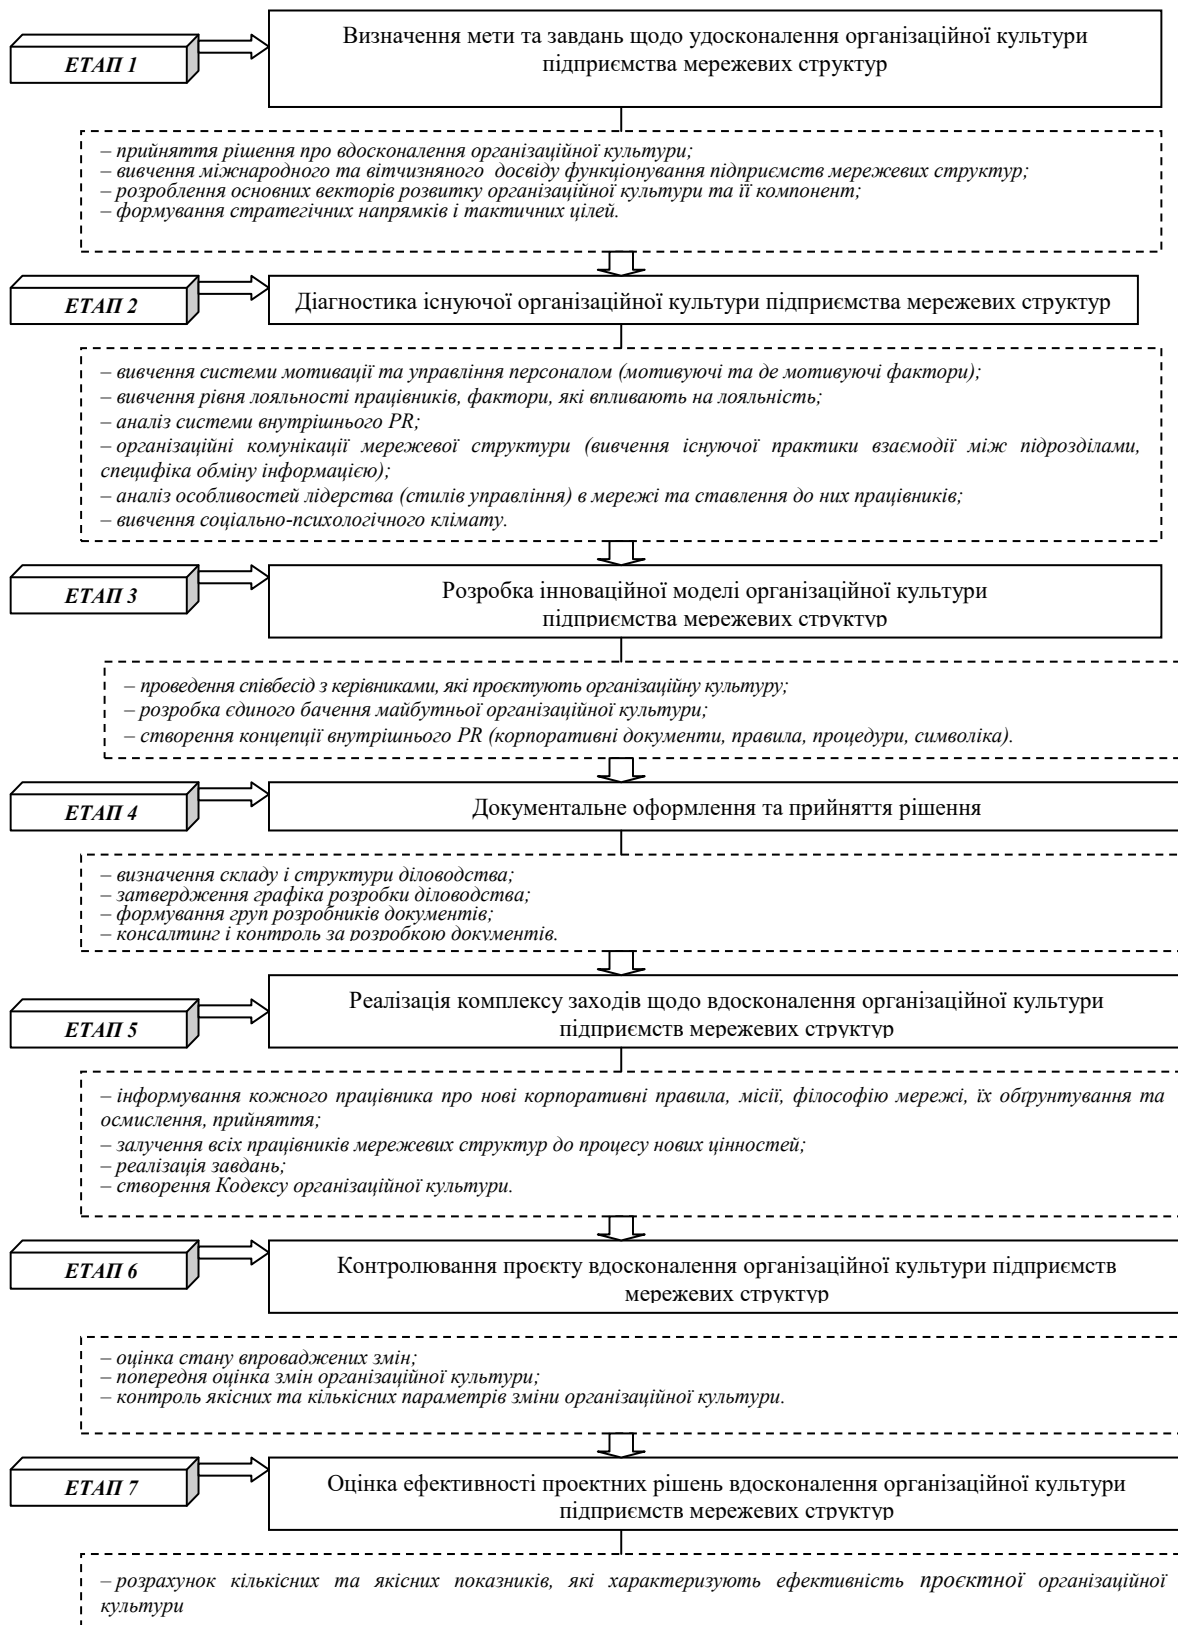 ЕТАП 1
Визначення мети та завдань щодо удосконалення організаційної культури
підприємства мережевих структур
– прийняття рішення про вдосконалення організаційної культури;
– вивчення міжнародного та вітчизняного досвіду функціонування підприємств мережевих структур;
– розроблення основних векторів розвитку організаційної культури та її компонент;
– формування стратегічних напрямків і тактичних цілей.
ЕТАП 2
Діагностика існуючої організаційної культури підприємства мережевих структур
– вивчення системи мотивації та управління персоналом (мотивуючі та де мотивуючі фактори);
– вивчення рівня лояльності працівників, фактори, які впливають на лояльність;
– аналіз системи внутрішнього PR;
– організаційні комунікації мережевої структури (вивчення існуючої практики взаємодії між підрозділами,
специфіка обміну інформацією);
– аналіз особливостей лідерства (стилів управління) в мережі та ставлення до них працівників;
– вивчення соціально-психологічного клімату.
ЕТАП 3
Розробка інноваційної моделі організаційної культури
підприємства мережевих структур
– проведення співбесід з керівниками, які проєктують організаційну культуру;
– розробка єдиного бачення майбутньої організаційної культури;
– створення концепції внутрішнього PR (корпоративні документи, правила, процедури, символіка).
ЕТАП 4
Документальне оформлення та прийняття рішення
– визначення складу і структури діловодства;
– затвердження графіка розробки діловодства;
– формування груп розробників документів;
– консалтинг і контроль за розробкою документів.
ЕТАП 5
Реалізація комплексу заходів щодо вдосконалення організаційної культури
підприємств мережевих структур
– інформування кожного працівника про нові корпоративні правила, місії, філософію мережі, їх обґрунтування та
осмислення, прийняття;
– залучення всіх працівників мережевих структур до процесу нових цінностей;
– реалізація завдань;
– створення Кодексу організаційної культури.
ЕТАП 6
Контролювання проєкту вдосконалення організаційної культури підприємств
мережевих структур
– оцінка стану впроваджених змін;
– попередня оцінка змін організаційної культури;
– контроль якісних та кількісних параметрів зміни організаційної культури.
ЕТАП 7
Оцінка ефективності проектних рішень вдосконалення організаційної культури
підприємств мережевих структур
– розрахунок кількісних та якісних показників, які характеризують ефективність проєктної організаційної
культури